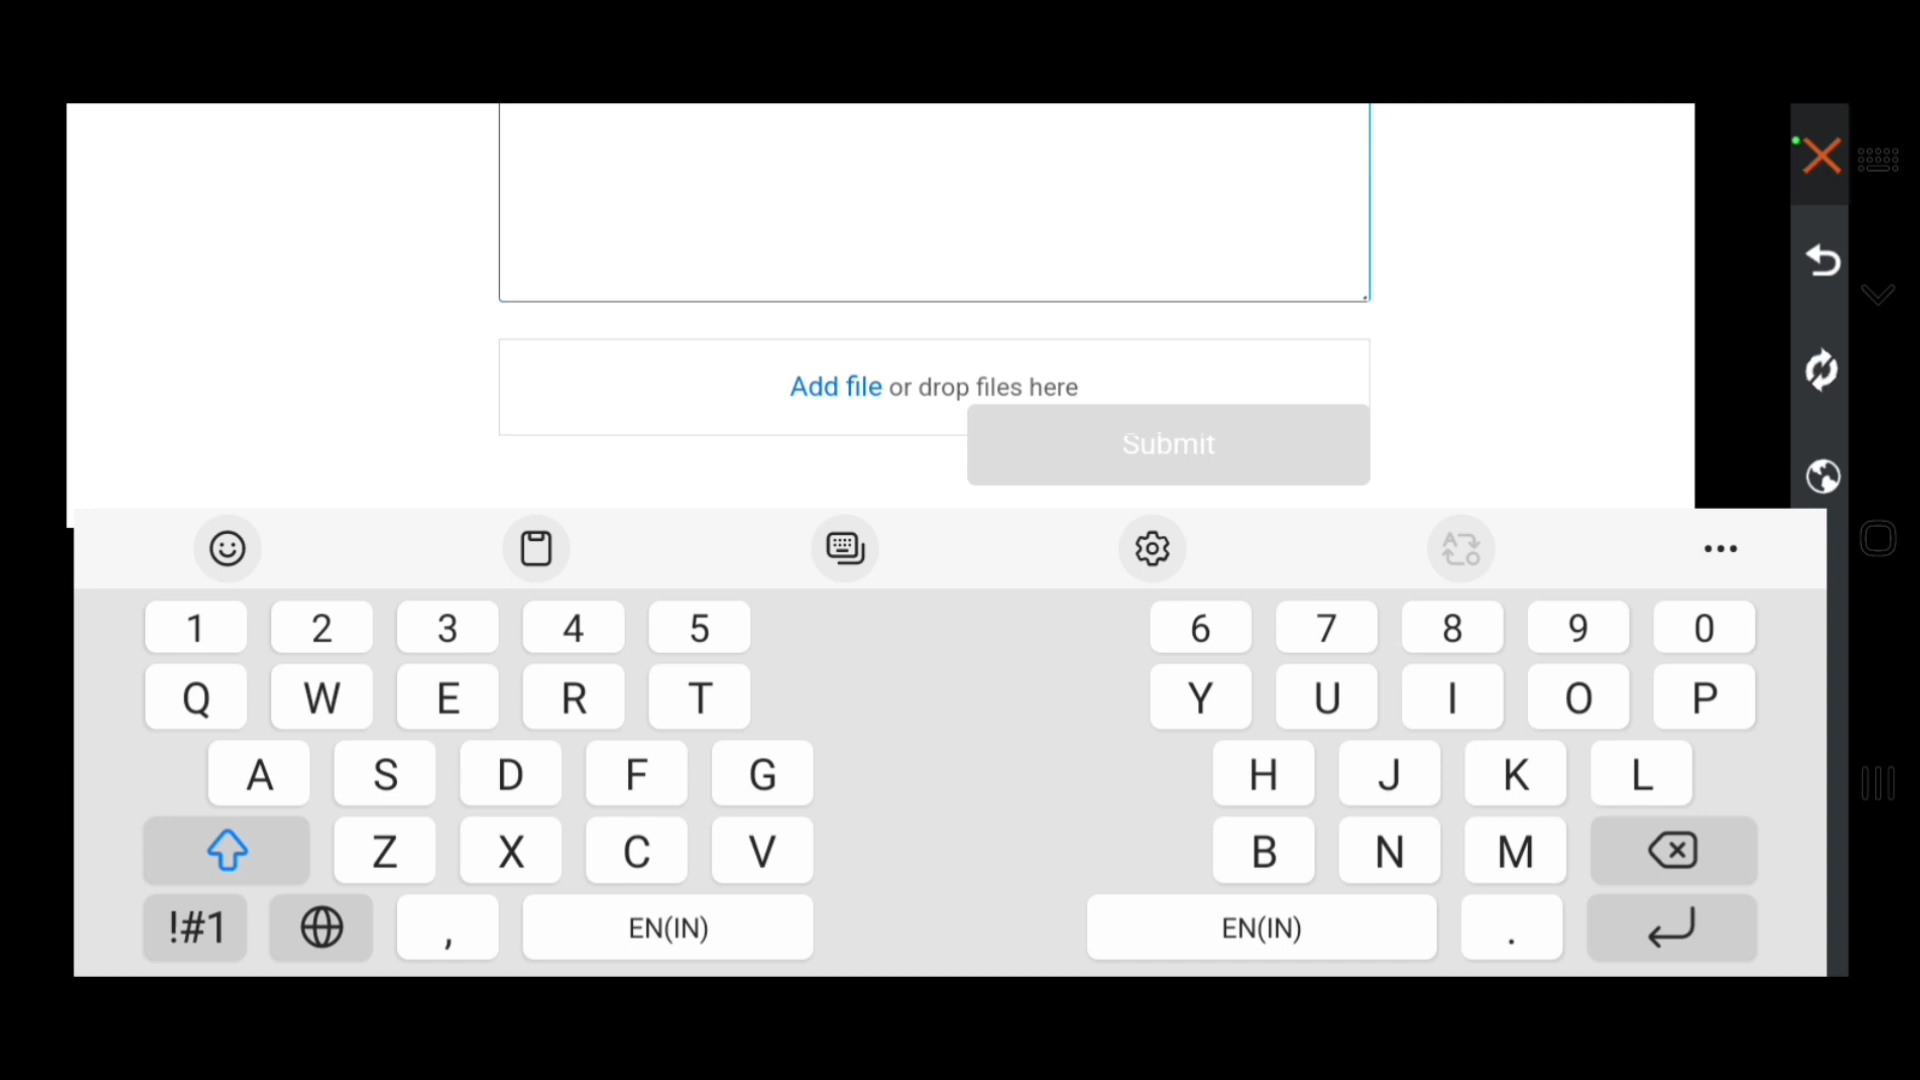 Add file or drop files here
Submit
1 2 3 4 5 6 7 8 9 0
Q W E R T Y U I O P
A S D F G H J K L
Z X C V B N M
!#1 , EN(IN) EN(IN) .